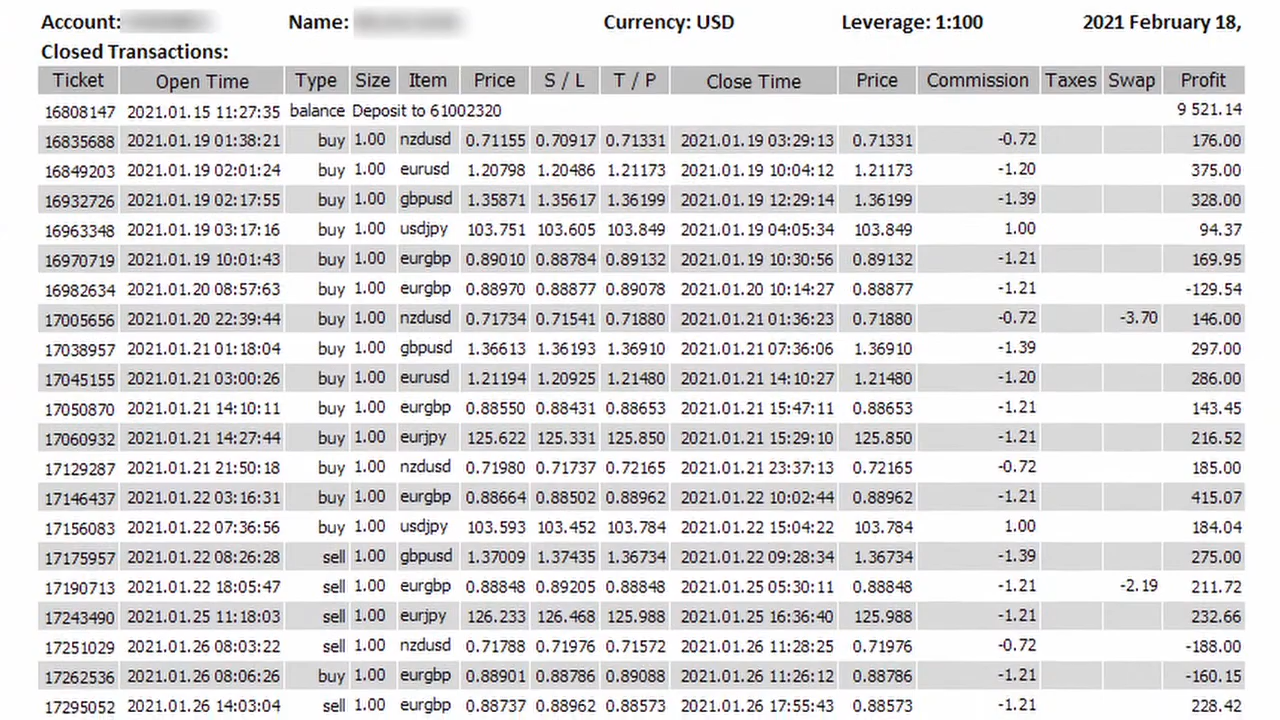 Account: Name: Currency: USD Leverage: 1:100 2021 February 18,
Closed Transactions:
Ticket Open Time Type Size Item Price S / L T / P Close Time Price Commission Taxes Swap Profit
16808147 2021.01.15 11:27:35 balance Deposit to 61002320 9 521.14
16835688 2021.01.19 01:38:21 buy 1.00 nzdusd 0.71155 0.70917 0.71331 2021.01.19 03:29:13 0.71331 -0.72 176.00
16849203 2021.01.19 02:01:24 buy 1.00 eurusd 1.20798 1.20486 1.21173 2021.01.19 10:04:12 1.21173 -1.20 375.00
16932726 2021.01.19 02:17:55 buy 1.00 gbpusd 1.35871 1.35617 1.36199 2021.01.19 12:29:14 1.36199 -1.39 328.00
16963348 2021.01.19 03:17:16 buy 1.00 usdjpy 103.751 103.605 103.849 2021.01.19 04:05:34 103.849 1.00 94.37
16970719 2021.01.19 10:01:43 buy 1.00 eurgbp 0.89010 0.88784 0.89132 2021.01.19 10:30:56 0.89132 -1.21 169.95
16982634 2021.01.20 08:57:63 buy 1.00 eurgbp 0.88970 0.88877 0.89078 2021.01.20 10:14:27 0.88877 -1.21 -129.54
17005656 2021.01.20 22:39:44 buy 1.00 nzdusd 0.71734 0.71541 0.71880 2021.01.21 01:36:23 0.71880 -0.72 -3.70 146.00
17038957 2021.01.21 01:18:04 buy 1.00 gbpusd 1.36613 1.36193 1.36910 2021.01.21 07:36:06 1.36910 -1.39 297.00
17045155 2021.01.21 03:00:26 buy 1.00 eurusd 1.21194 1.20925 1.21480 2021.01.21 14:10:27 1.21480 -1.20 286.00
17050870 2021.01.21 14:10:11 buy 1.00 eurgbp 0.88550 0.88431 0.88653 2021.01.21 15:47:11 0.88653 -1.21 143.45
17060932 2021.01.21 14:27:44 buy 1.00 eurjpy 125.622 125.331 125.850 2021.01.21 15:29:10 125.850 -1.21 216.52
17129287 2021.01.21 21:50:18 buy 1.00 nzdusd 0.71980 0.71737 0.72165 2021.01.21 23:37:13 0.72165 -0.72 185.00
17146437 2021.01.22 03:16:31 buy 1.00 eurgbp 0.88664 0.88502 0.88962 2021.01.22 10:02:44 0.88962 -1.21 415.07
17156083 2021.01.22 07:36:56 buy 1.00 usdjpy 103.593 103.452 103.784 2021.01.22 15:04:22 103.784 1.00 184.04
17175957 2021.01.22 08:26:28 sell 1.00 gbpusd 1.37009 1.37435 1.36734 2021.01.22 09:28:34 1.36734 -1.39 275.00
17190713 2021.01.22 18:05:47 sell 1.00 eurgbp 0.88848 0.89205 0.88848 2021.01.25 05:30:11 0.88848 -1.21 -2.19 211.72
17243490 2021.01.25 11:18:03 sell 1.00 eurjpy 126.233 126.468 125.988 2021.01.25 16:36:40 125.988 -1.21 232.66
17251029 2021.01.26 08:03:22 sell 1.00 nzdusd 0.71788 0.71976 0.71572 2021.01.26 11:28:25 0.71976 -0.72 -188.00
17262536 2021.01.26 08:06:26 buy 1.00 eurgbp 0.88901 0.88786 0.89088 2021.01.26 11:26:12 0.88786 -1.21 -160.15
17295052 2021.01.26 14:03:04 sell 1.00 eurgbp 0.88737 0.88962 0.88573 2021.01.26 17:55:43 0.88573 -1.21 228.42